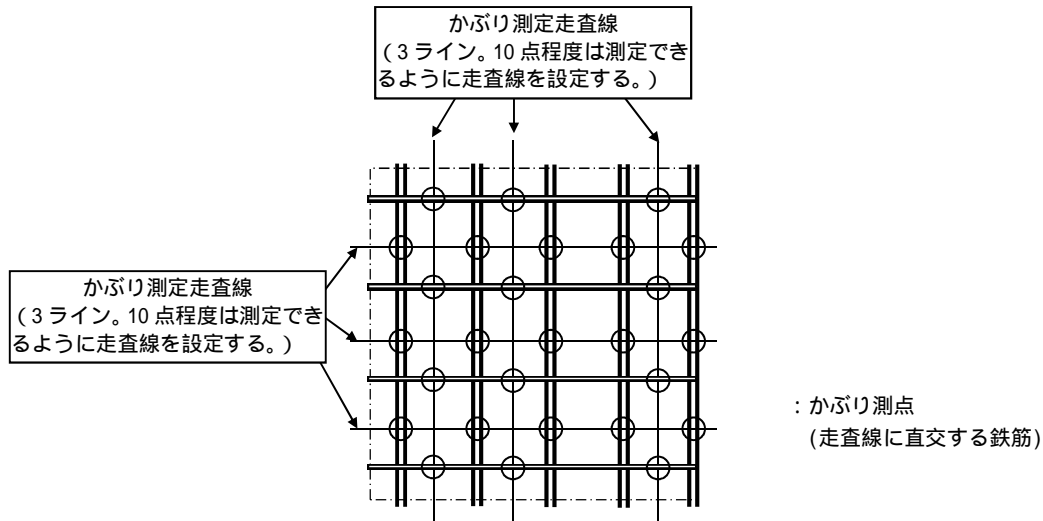 かぶり測定走査線
(3ライン。10点程度は測定でき
るように走査線を設定する。)
かぶり測定走査線
(3ライン。10点程度は測定でき
るように走査線を設定する。)
:かぶり測点
(走査線に直交する鉄筋)